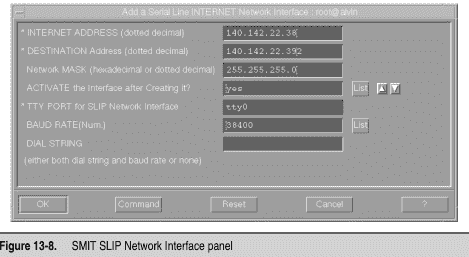 Add a Serial Line INTERNET Network Interface : root@alvin
* INTERNET ADDRESS (dotted decimal) 140.142.22.36
* DESTINATION Address (dotted decimal) 140.142.22.392
Network MASK (hexadecimal or dotted decimal) 255.255.255.0
ACTIVATE the Interface after Creating it? yes List
* TTY PORT for SLIP Network Interface tty0
BAUD RATE(Num.) 38400 List
DIAL STRING
(either both dial string and baud rate or none)
OK Command Reset Cancel ?
Figure 13-8. SMIT SLIP Network Interface panel